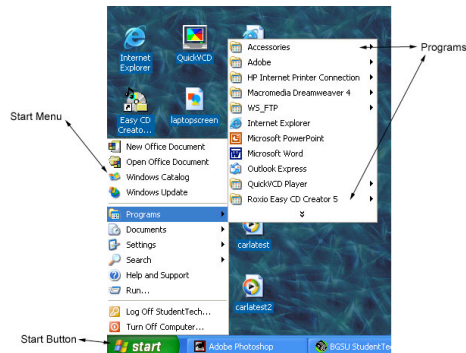 Internet
Explorer
QuickVCD
Easy CD
Creato...
laptopscreen
Accessories
Adobe
HP Internet Printer Connection
Macromedia Dreamweaver 4
WS_FTP
Internet Explorer
Microsoft PowerPoint
Microsoft Word
Outlook Express
QuickVCD Player
Roxio Easy CD Creator 5
Programs
Start Menu
New Office Document
Open Office Document
Windows Catalog
Windows Update
Programs
Documents
Settings
Search
Help and Support
Run...
Log Off StudentTech...
Turn Off Computer...
carlatest
carlatest2
Start Button
start
Adobe Photoshop
BGSU StudentTec